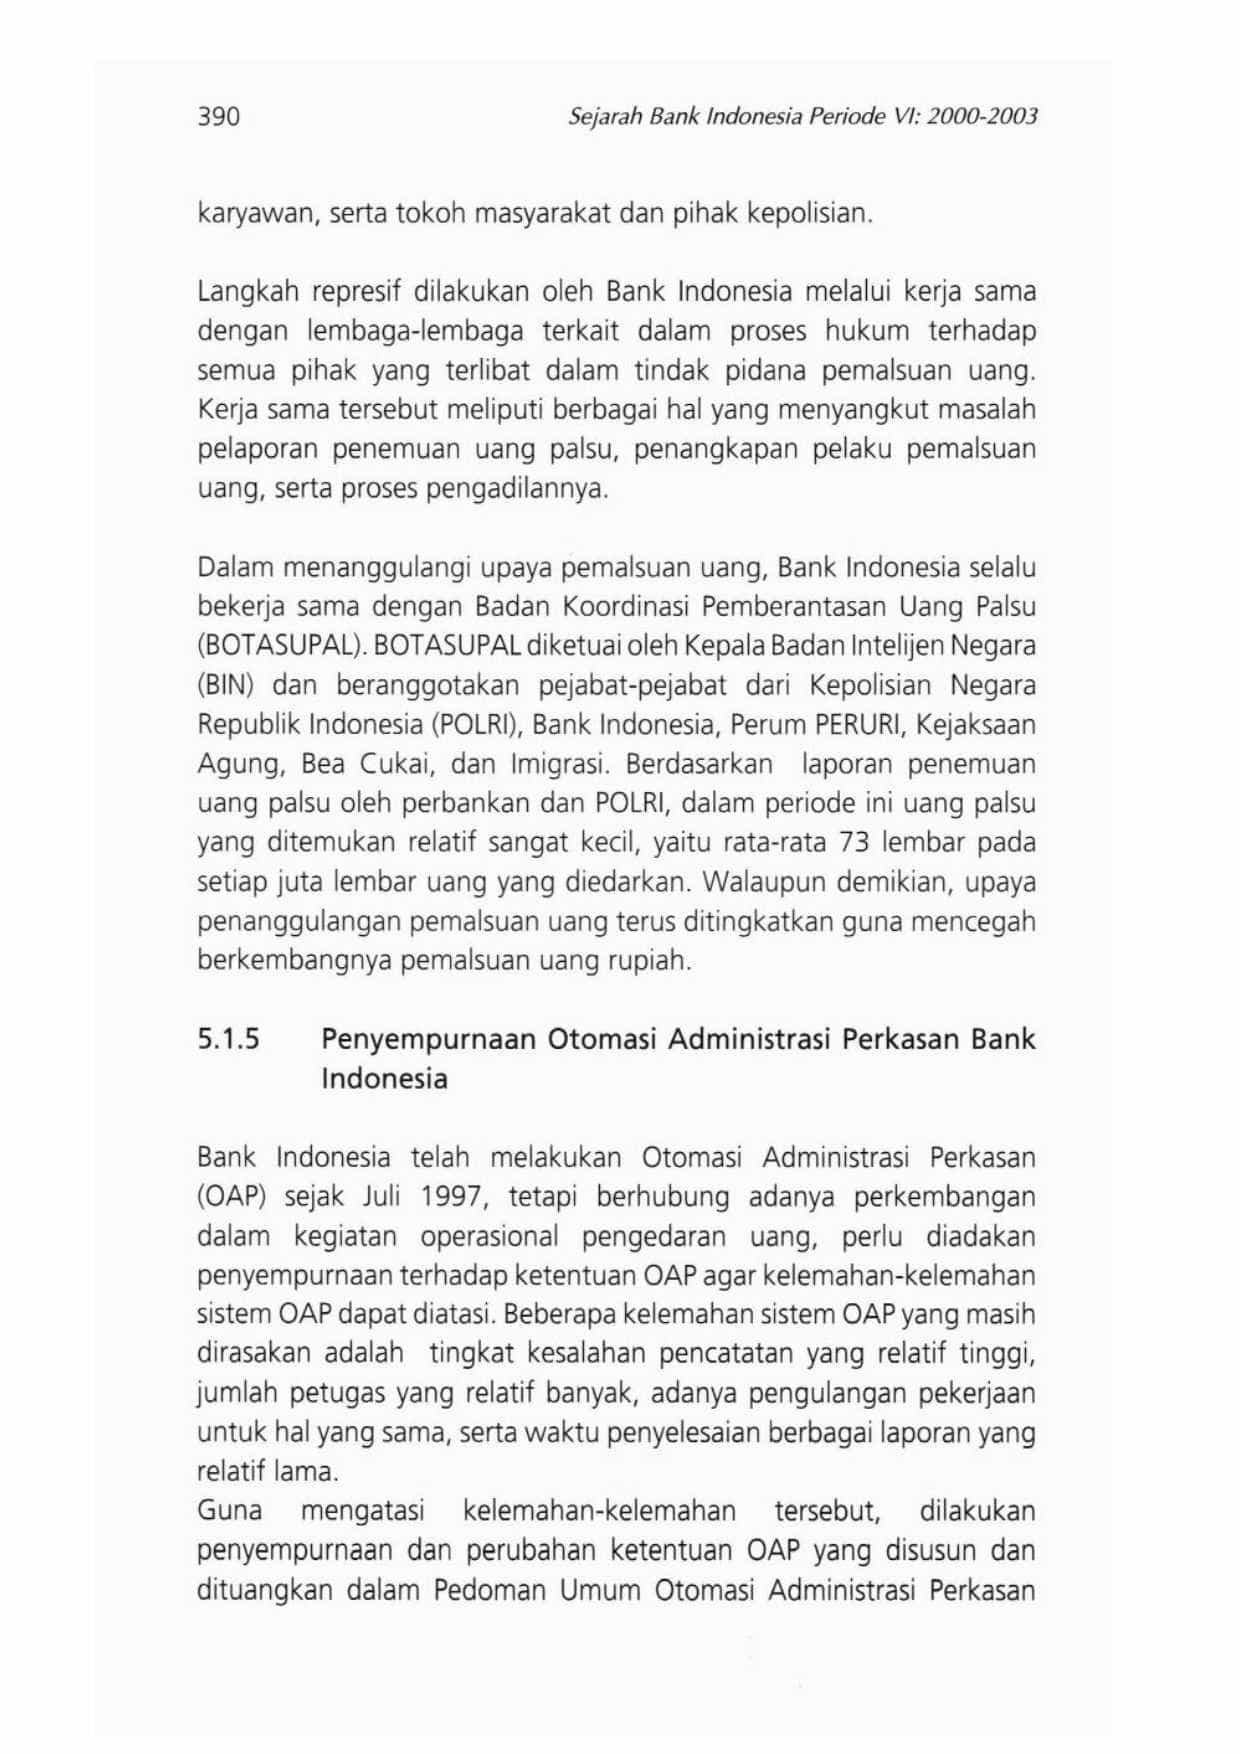 390
Sejarah Bank Indonesia Periode VI: 2000-2003
karyawan, serta tokoh masyarakat dan pihak kepolisian.
Langkah represif dilakukan oleh Bank Indonesia melalui kerja sama
dengan lembaga-lembaga terkait dalam proses hukum terhadap
semua pihak yang terlibat dalam tindak pidana pemalsuan uang.
Kerja sama tersebut meliputi berbagai hal yang menyangkut masalah
pelaporan penemuan uang palsu, penangkapan pelaku pemalsuan
uang, serta proses pengadilannya.
Dalam menanggulangi upaya pemalsuan uang, Bank Indonesia selalu
bekerja sama dengan Badan Koordinasi Pemberantasan Uang Palsu
(BOTASUPAL). BOTASUPAL diketuai oleh Kepala Badan Intelijen Negara
(BIN) dan beranggotakan pejabat-pejabat dari Kepolisian Negara
Republik Indonesia (POLRI), Bank Indonesia, Perum PERURI, Kejaksaan
Agung, Bea Cukai, dan Imigrasi. Berdasarkan laporan penemuan
uang palsu oleh perbankan dan POLRI, dalam periode ini uang palsu
yang ditemukan relatif sangat kecil, yaitu rata-rata 73 lembar pada
setiap juta lembar uang yang diedarkan. Walaupun demikian, upaya
penanggulangan pemalsuan uang terus ditingkatkan guna mencegah
berkembangnya pemalsuan uang rupiah.
5.1.5 Penyempurnaan Otomasi Administrasi Perkasan Bank
Indonesia
Bank Indonesia telah melakukan Otomasi Administrasi Perkasan
(OAP) sejak Juli 1997, tetapi berhubung adanya perkembangan
dalam kegiatan operasional pengedaran uang, perlu diadakan
penyempurnaan terhadap ketentuan OAP agar kelemahan-kelemahan
sistem OAP dapat diatasi. Beberapa kelemahan sistem OAP yang masih
dirasakan adalah tingkat kesalahan pencatatan yang relatif tinggi,
jumlah petugas yang relatif banyak, adanya pengulangan pekerjaan
untuk hal yang sama, serta waktu penyelesaian berbagai laporan yang
relatif lama.
Guna mengatasi kelemahan-kelemahan tersebut, dilakukan
penyempurnaan dan perubahan ketentuan OAP yang disusun dan
dituangkan dalam Pedoman Umum Otomasi Administrasi Perkasan